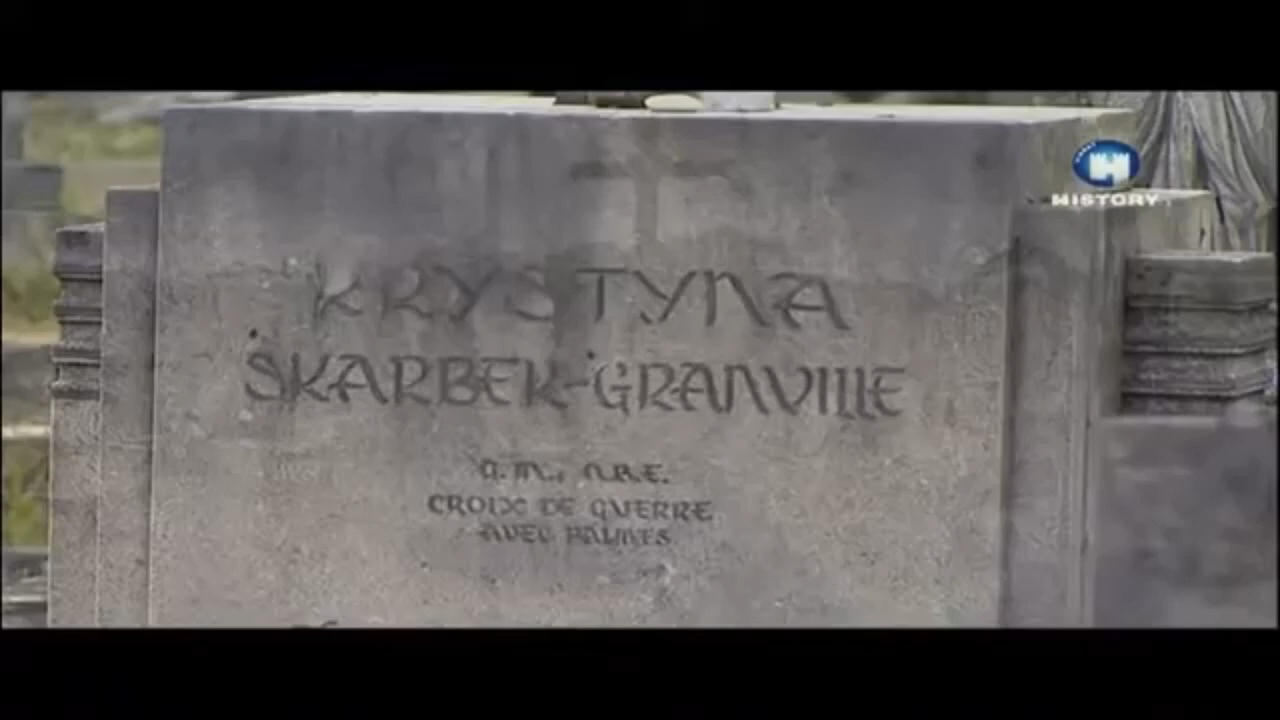 HISTORY
KRYSTYNA
SKARBEK-GRANVILLE
G.M., O.B.E.
CROIX DE GUERRE
AVEC PALMES